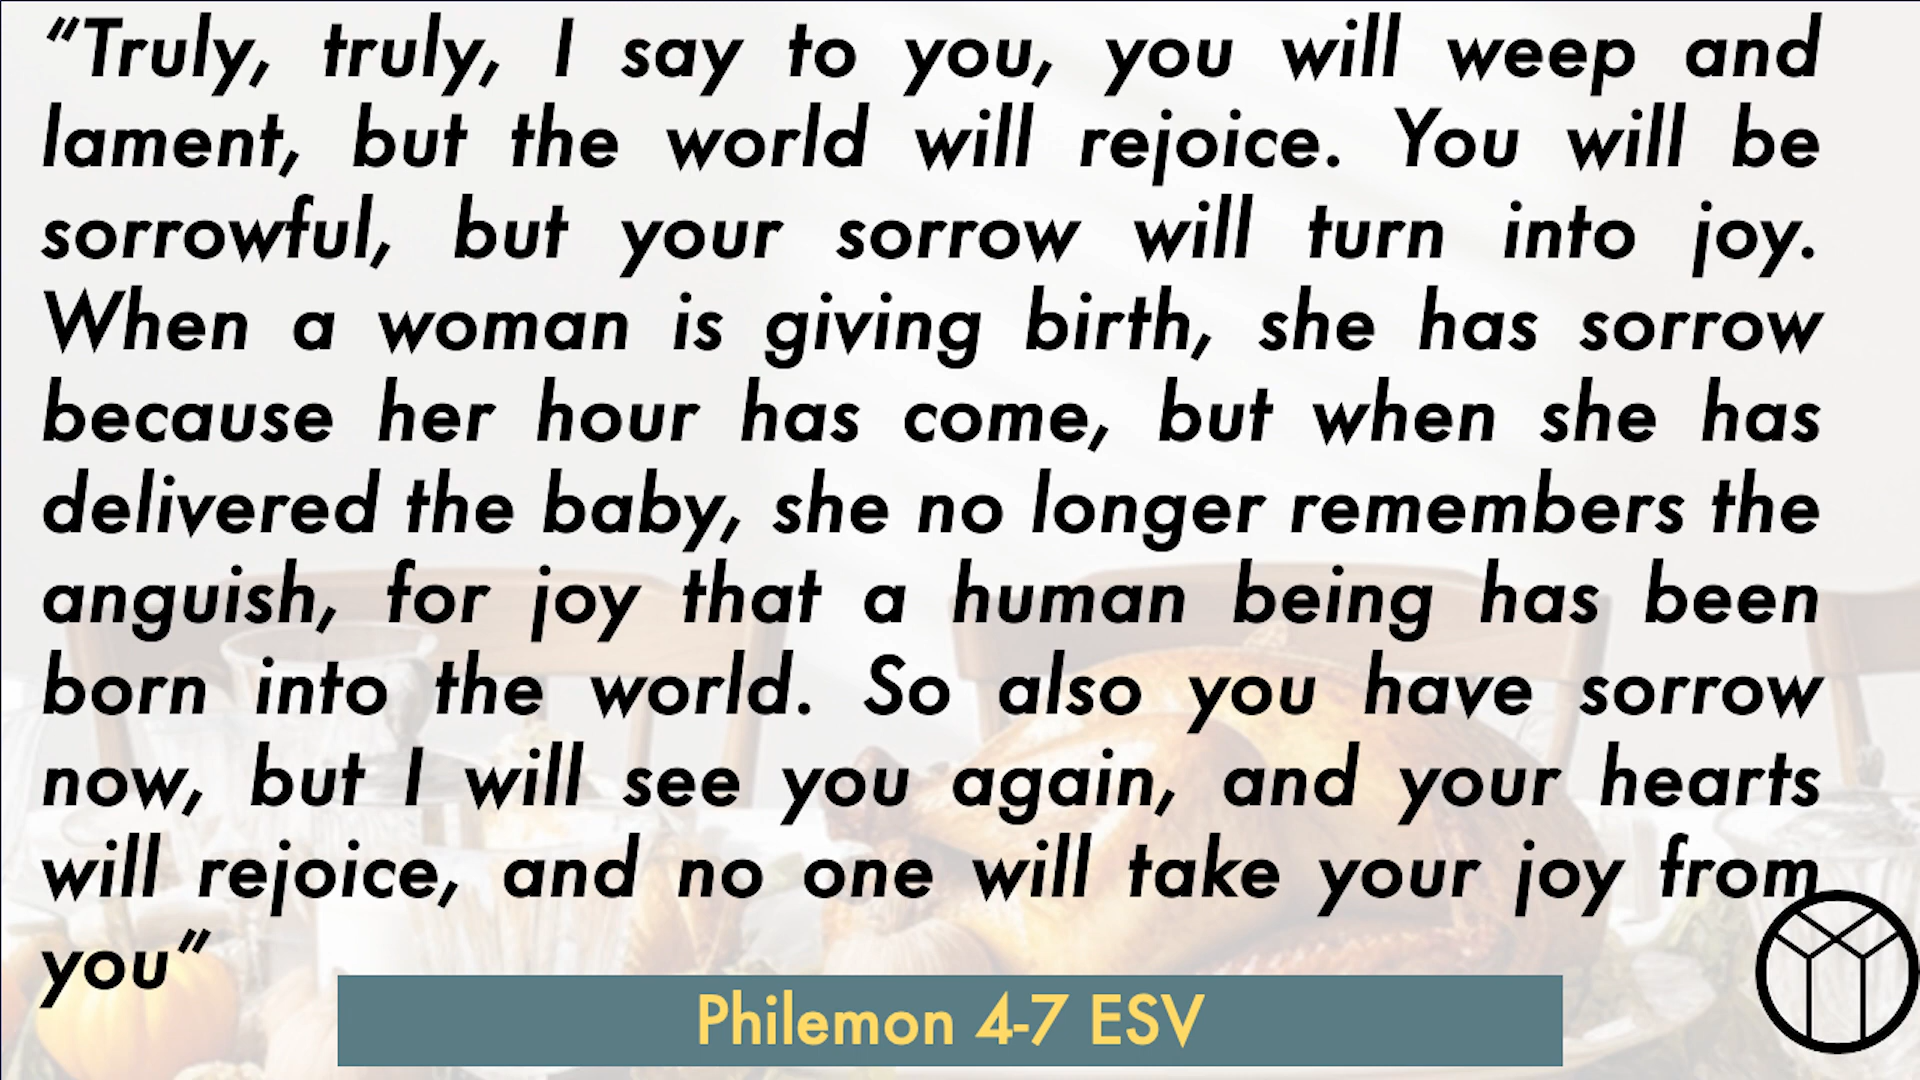 “Truly, truly, I say to you, you will weep and
lament, but the world will rejoice. You will be
sorrowful, but your sorrow will turn into joy.
When a woman is giving birth, she has sorrow
because her hour has come, but when she has
delivered the baby, she no longer remembers the
anguish, for joy that a human being has been
born into the world. So also you have sorrow
now, but I will see you again, and your hearts
will rejoice, and no one will take your joy from
you“
Philemon 4-7 ESV